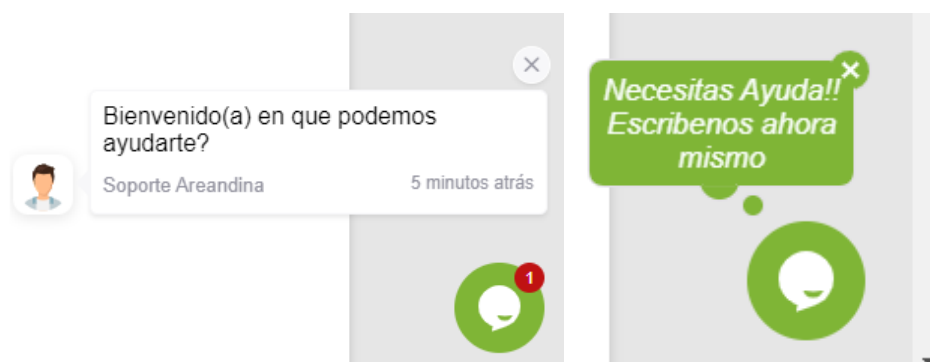 Bienvenido(a) en que podemos
ayudarte?
Soporte Areandina
5 minutos atrás
1
Necesitas Ayuda!!
Escribenos ahora
mismo